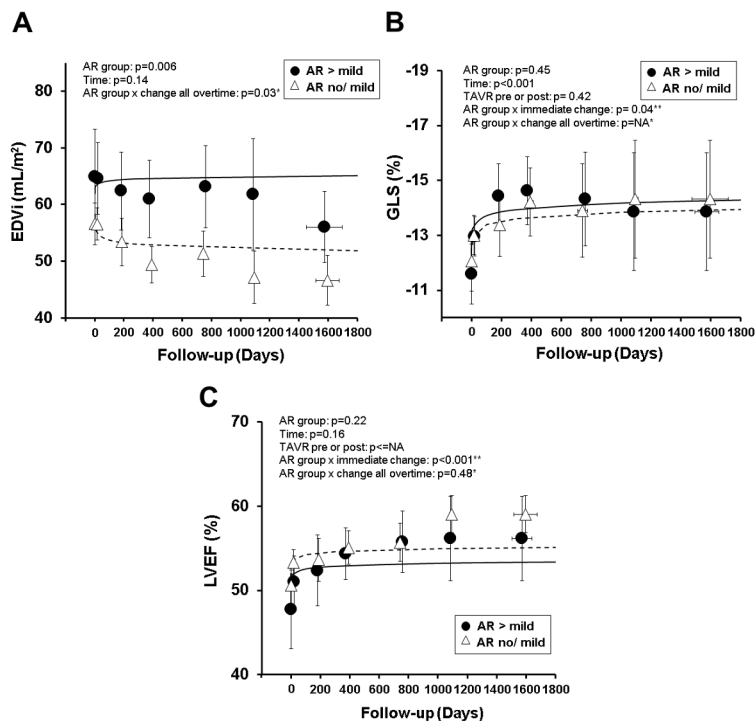 A
AR group: p=0.006
Time: p=0.14
AR group x change all overtime: p=0.03*
AR > mild
AR no/ mild
EDVi (mL/m²)
80
70
60
50
40
0 200 400 600 800 1000 1200 1400 1600 1800
Follow-up (Days)
B
AR group: p=0.45
Time: p<0.001
TAVR pre or post: p= 0.42
AR group x immediate change: p= 0.04**
AR group x change all overtime: p=NA*
AR > mild
AR no/ mild
GLS (%)
-19
-17
-15
-13
-11
0 200 400 600 800 1000 1200 1400 1600 1800
Follow-up (Days)
C
AR group: p=0.22
Time: p=0.16
TAVR pre or post: p<=NA
AR group x immediate change: p<0.001**
AR group x change all overtime: p=0.48*
LVEF (%)
70
60
50
40
AR > mild
AR no/ mild
0 200 400 600 800 1000 1200 1400 1600 1800
Follow-up (Days)